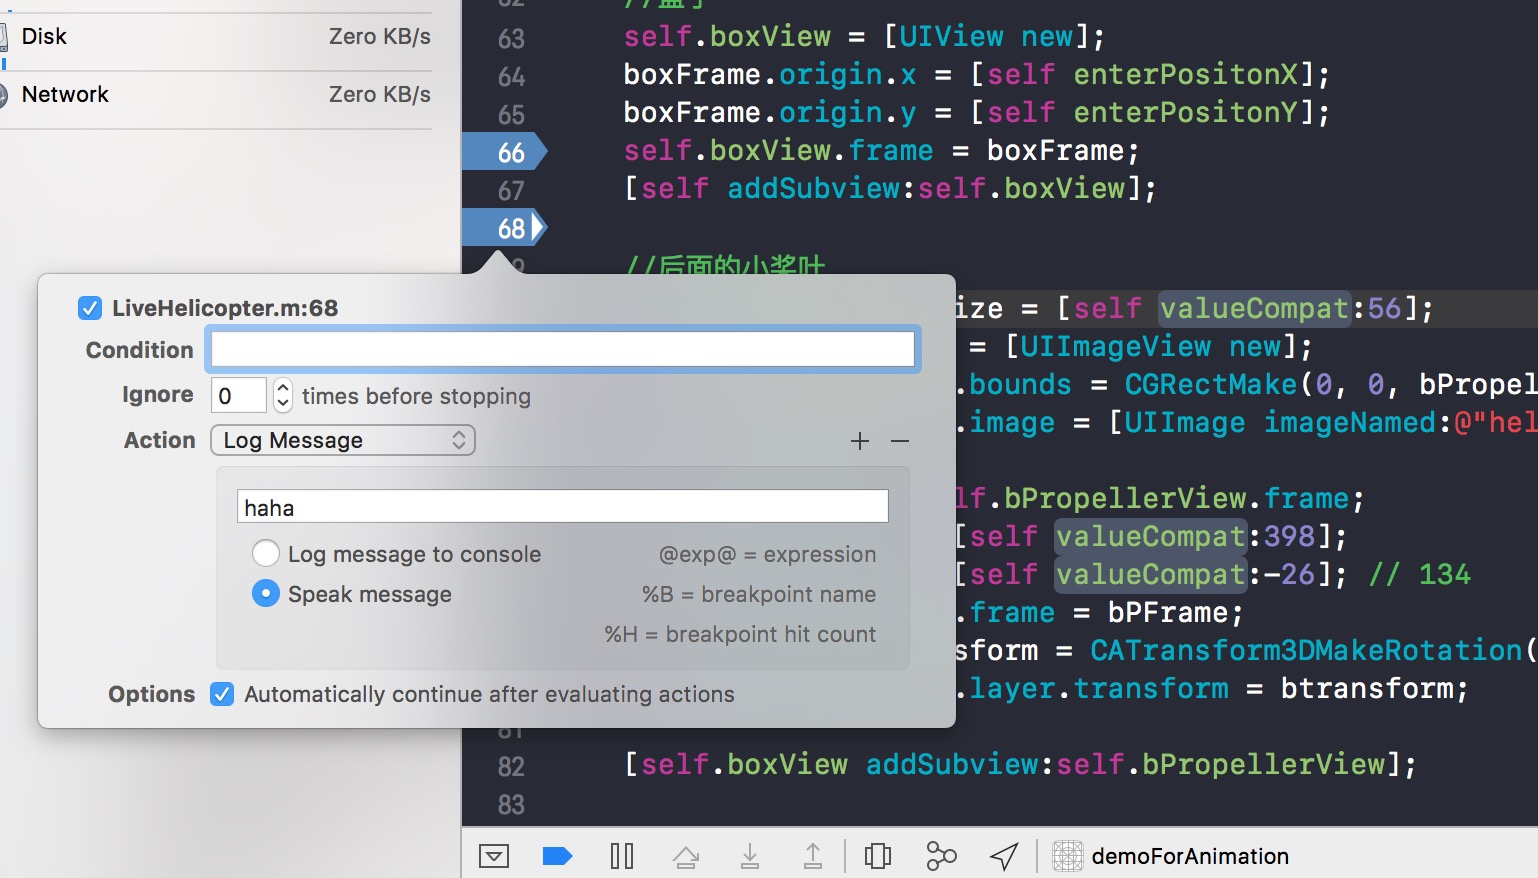 Disk Zero KB/s
Network Zero KB/s
63 self.boxView = [UIView new];
64 boxFrame.origin.x = [self enterPositonX];
65 boxFrame.origin.y = [self enterPositonY];
66 self.boxView.frame = boxFrame;
67 [self addSubview:self.boxView];
68
//后面的小桨叶
ize = [self valueCompat:56];
= [UIImageView new];
.bounds = CGRectMake(0, 0, bPropel
.image = [UIImage imageNamed:@"hel
lf.bPropellerView.frame;
[self valueCompat:398];
[self valueCompat:-26]; // 134
.frame = bPFrame;
sform = CATransform3DMakeRotation(
.layer.transform = btransform;
82 [self.boxView addSubview:self.bPropellerView];
83
LiveHelicopter.m:68
Condition
Ignore 0 times before stopping
Action Log Message
haha
Log message to console @exp@ = expression
Speak message %B = breakpoint name
%H = breakpoint hit count
Options Automatically continue after evaluating actions
demoForAnimation